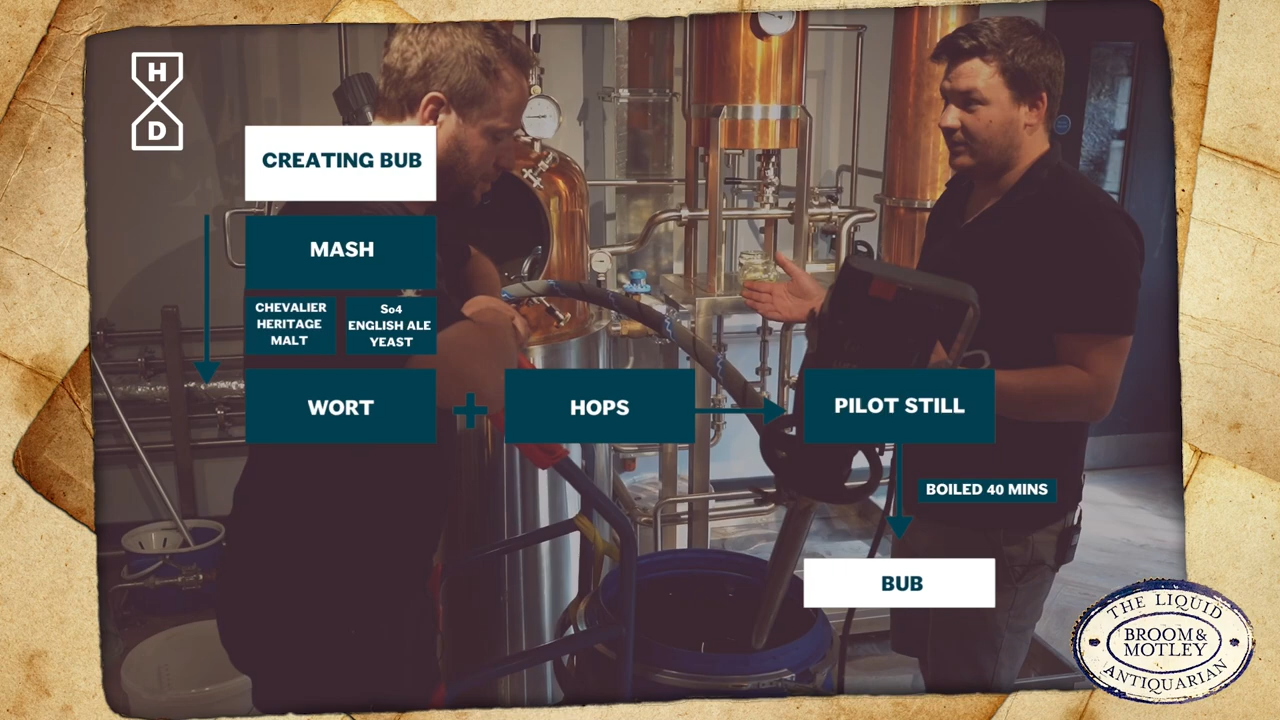 H
D
CREATING BUB
MASH
CHEVALIER
HERITAGE
MALT
So4
ENGLISH ALE
YEAST
WORT
HOPS
PILOT STILL
BOILED 40 MINS
BUB
THE LIQUID
BROOM&
MOTLEY
ANTIQUARIAN